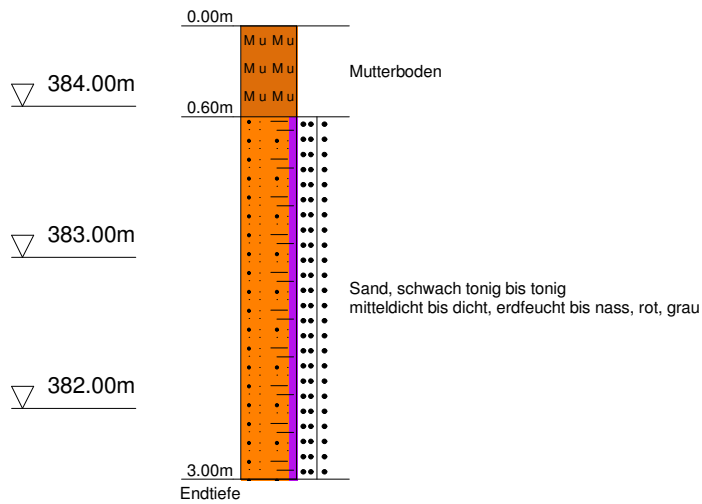 0.00m
Mu Mu
Mutterboden
Mu Mu
384.00m
Mu Mu
0.60m
383.00m
Sand, schwach tonig bis tonig
mitteldicht bis dicht, erdfeucht bis nass, rot, grau
382.00m
3.00m
Endtiefe